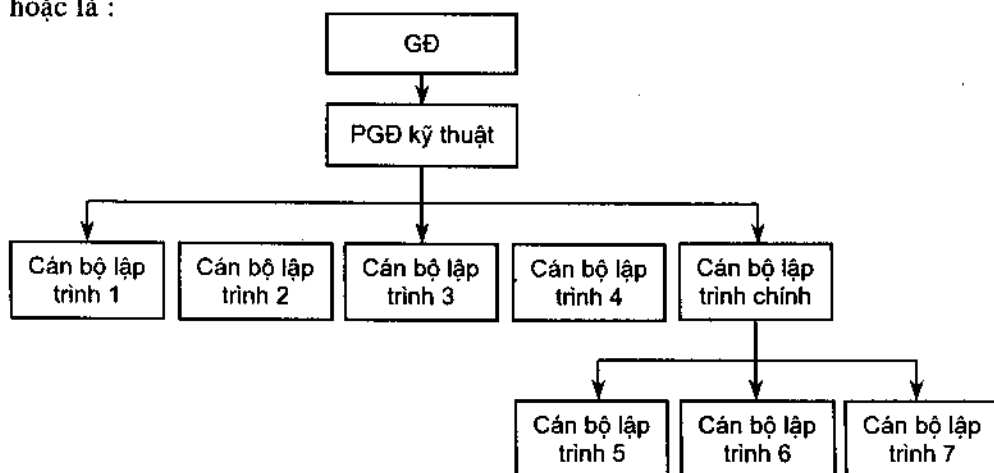 hoặc là :
GĐ
PGĐ kỹ thuật
Cán bộ lập
trình 1
Cán bộ lập
trình 2
Cán bộ lập
trình 3
Cán bộ lập
trình 4
Cán bộ lập
trình chính
Cán bộ lập
trình 5
Cán bộ lập
trình 6
Cán bộ lập
trình 7